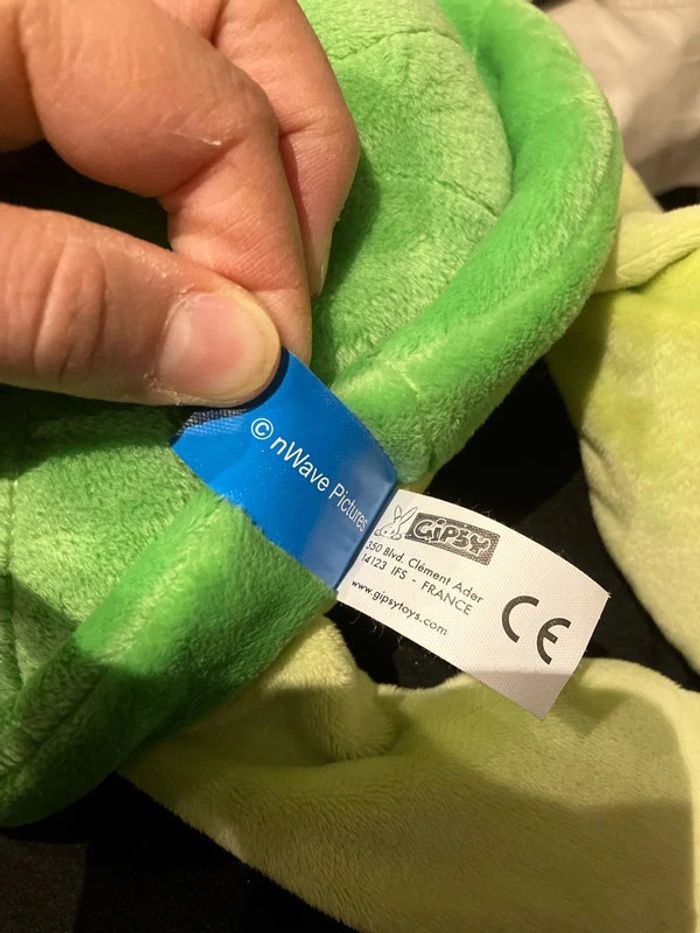 © nWave Pictures
GiPSY
350 Blvd. Clément Ader
14123 IFS - FRANCE
www.gipsytoys.com
CE